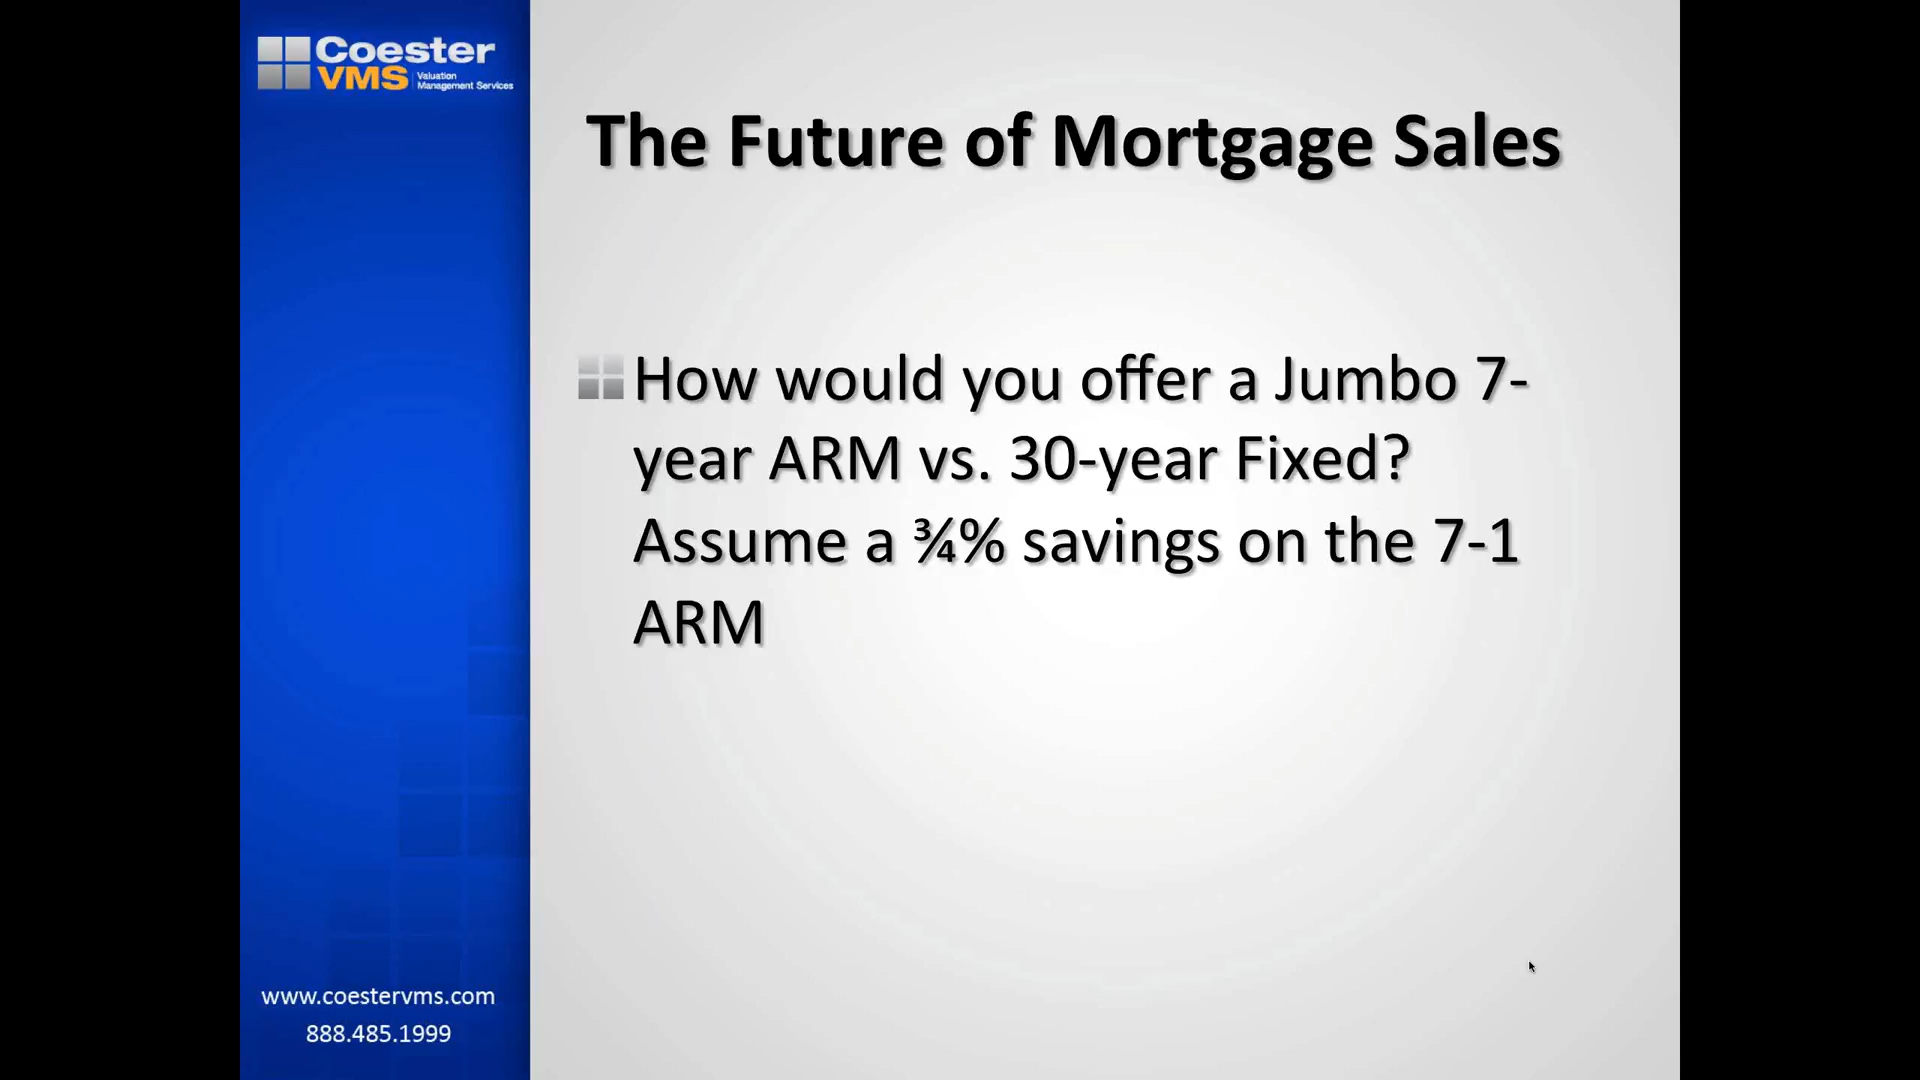 Coester
VMS
Valuation
Management Services
The Future of Mortgage Sales
How would you offer a Jumbo 7-
year ARM vs. 30-year Fixed?
Assume a ¾% savings on the 7-1
ARM
www.coestervms.com
888.485.1999